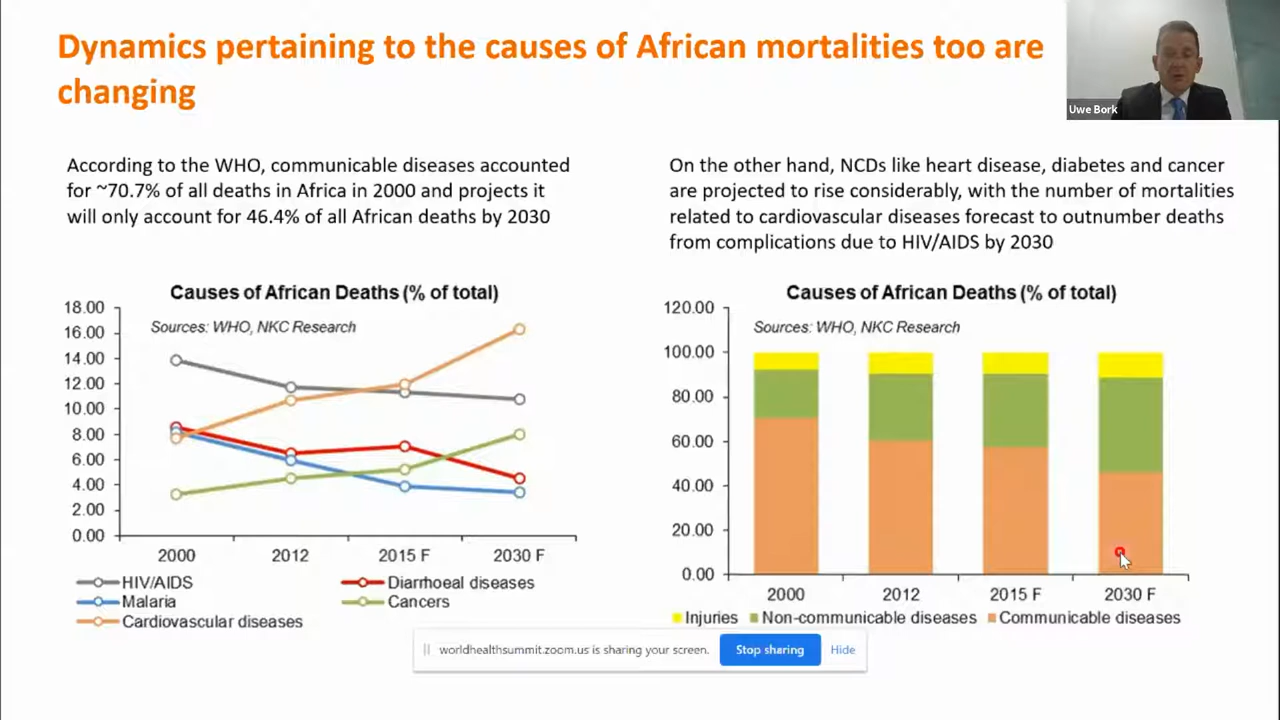 Dynamics pertaining to the causes of African mortalities too are
changing
Uwe Bork
According to the WHO, communicable diseases accounted
for ~70.7% of all deaths in Africa in 2000 and projects it
will only account for 46.4% of all African deaths by 2030
On the other hand, NCDs like heart disease, diabetes and cancer
are projected to rise considerably, with the number of mortalities
related to cardiovascular diseases forecast to outnumber deaths
from complications due to HIV/AIDS by 2030
Causes of African Deaths (% of total)
Sources: WHO, NKC Research
18.00
16.00
14.00
12.00
10.00
8.00
6.00
4.00
2.00
0.00
2000 2012 2015 F 2030 F
HIV/AIDS Diarrhoeal diseases
Malaria Cancers
Cardiovascular diseases
Causes of African Deaths (% of total)
Sources: WHO, NKC Research
120.00
100.00
80.00
60.00
40.00
20.00
0.00
2000 2012 2015 F 2030 F
Injuries Non-communicable diseases Communicable diseases
worldhealthsummit.zoom.us is sharing your screen. Stop sharing Hide